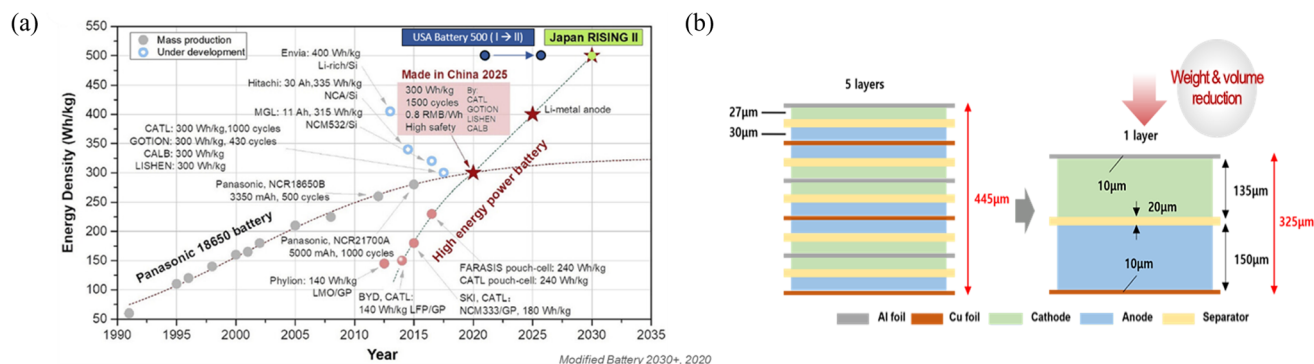 (a)
USA Battery 500 (I → II)
Japan RISING II
Mass production
Under development
Envia: 400 Wh/kg
Li-rich/Si
Hitachi: 30 Ah,335 Wh/kg
NCA/Si
MGL: 11 Ah, 315 Wh/kg
NCM532/Si
CATL: 300 Wh/kg,1000 cycles
GOTION: 300 Wh/kg, 430 cycles
CALB: 300 Wh/kg
LISHEN: 300 Wh/kg
Made in China 2025
300 Wh/kg
1500 cycles
0.8 RMB/Wh
High safety
By:
CATL
GOTION
LISHEN
CALB
Li-metal anode
Panasonic, NCR18650B
3350 mAh, 500 cycles
Panasonic 18650 battery
Panasonic, NCR21700A
5000 mAh, 1000 cycles
High energy power battery
Phylion: 140 Wh/kg
LMO/GP
BYD, CATL:
140 Wh/kg LFP/GP
FARASIS pouch-cell: 240 Wh/kg
CATL pouch-cell: 240 Wh/kg
SKI, CATL:
NCM333/GP, 180 Wh/kg
Energy Density (Wh/kg)
550
500
450
400
350
300
250
200
150
100
50
1990 1995 2000 2005 2010 2015 2020 2025 2030 2035
Year
Modified Battery 2030+, 2020
(b)
5 layers
27μm
30μm
445μm
Weight & volume
reduction
1 layer
10μm
20μm
10μm
135μm
150μm
325μm
Al foil
Cu foil
Cathode
Anode
Separator